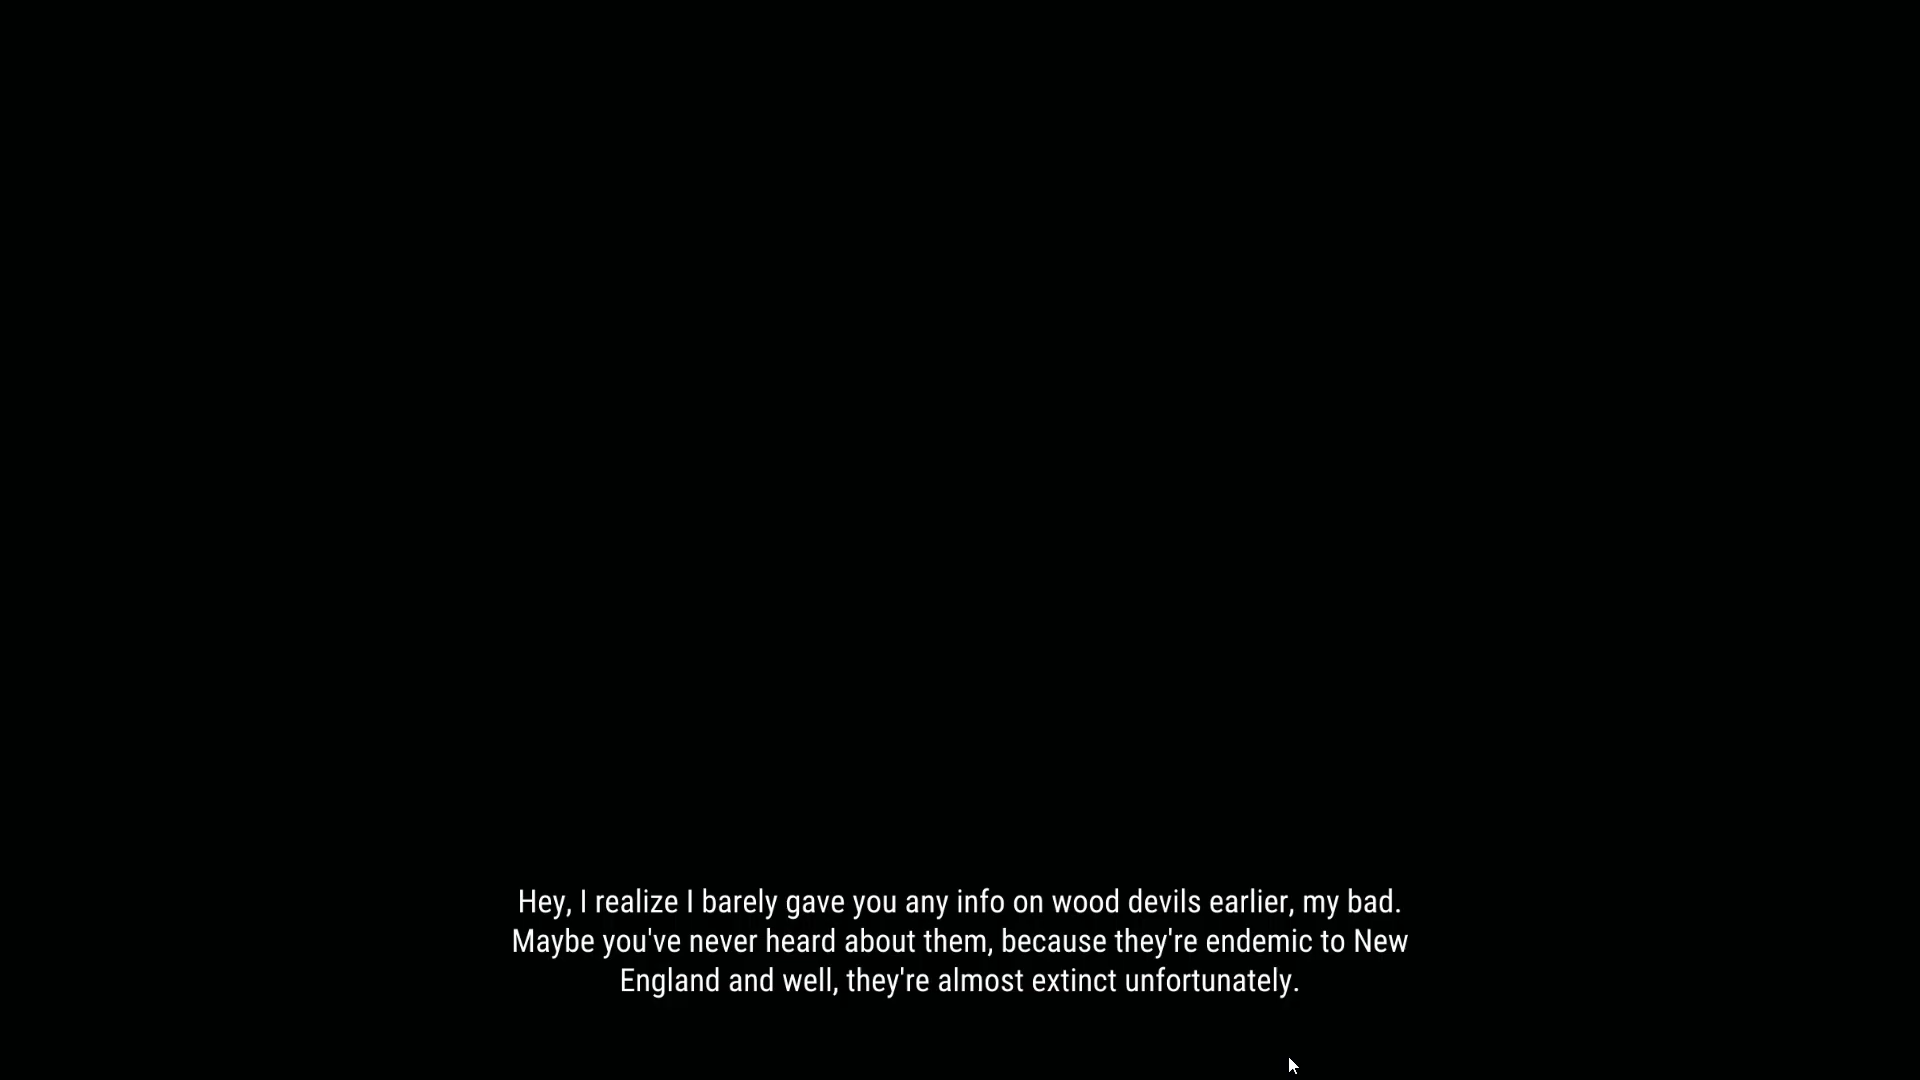 Hey, I realize I barely gave you any info on wood devils earlier, my bad.
Maybe you've never heard about them, because they're endemic to New
England and well, they're almost extinct unfortunately.